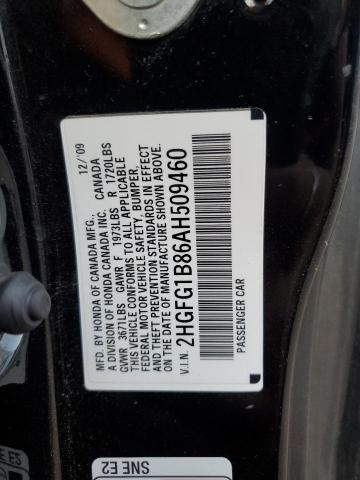 MFD. BY HONDA OF CANADA MFG., 12/'09
A DIVISION OF HONDA CANADA INC. CANADA
GVWR 3671LBS GAWR F 1973LBS R 1720LBS
THIS VEHICLE CONFORMS TO ALL APPLICABLE
FEDERAL MOTOR VEHICLE SAFETY, BUMPER,
AND THEFT PREVENTION STANDARDS IN EFFECT
ON THE DATE OF MANUFACTURE SHOWN ABOVE.
V.I.N. 2HGFG1B86AH509460
PASSENGER CAR
SNE E2